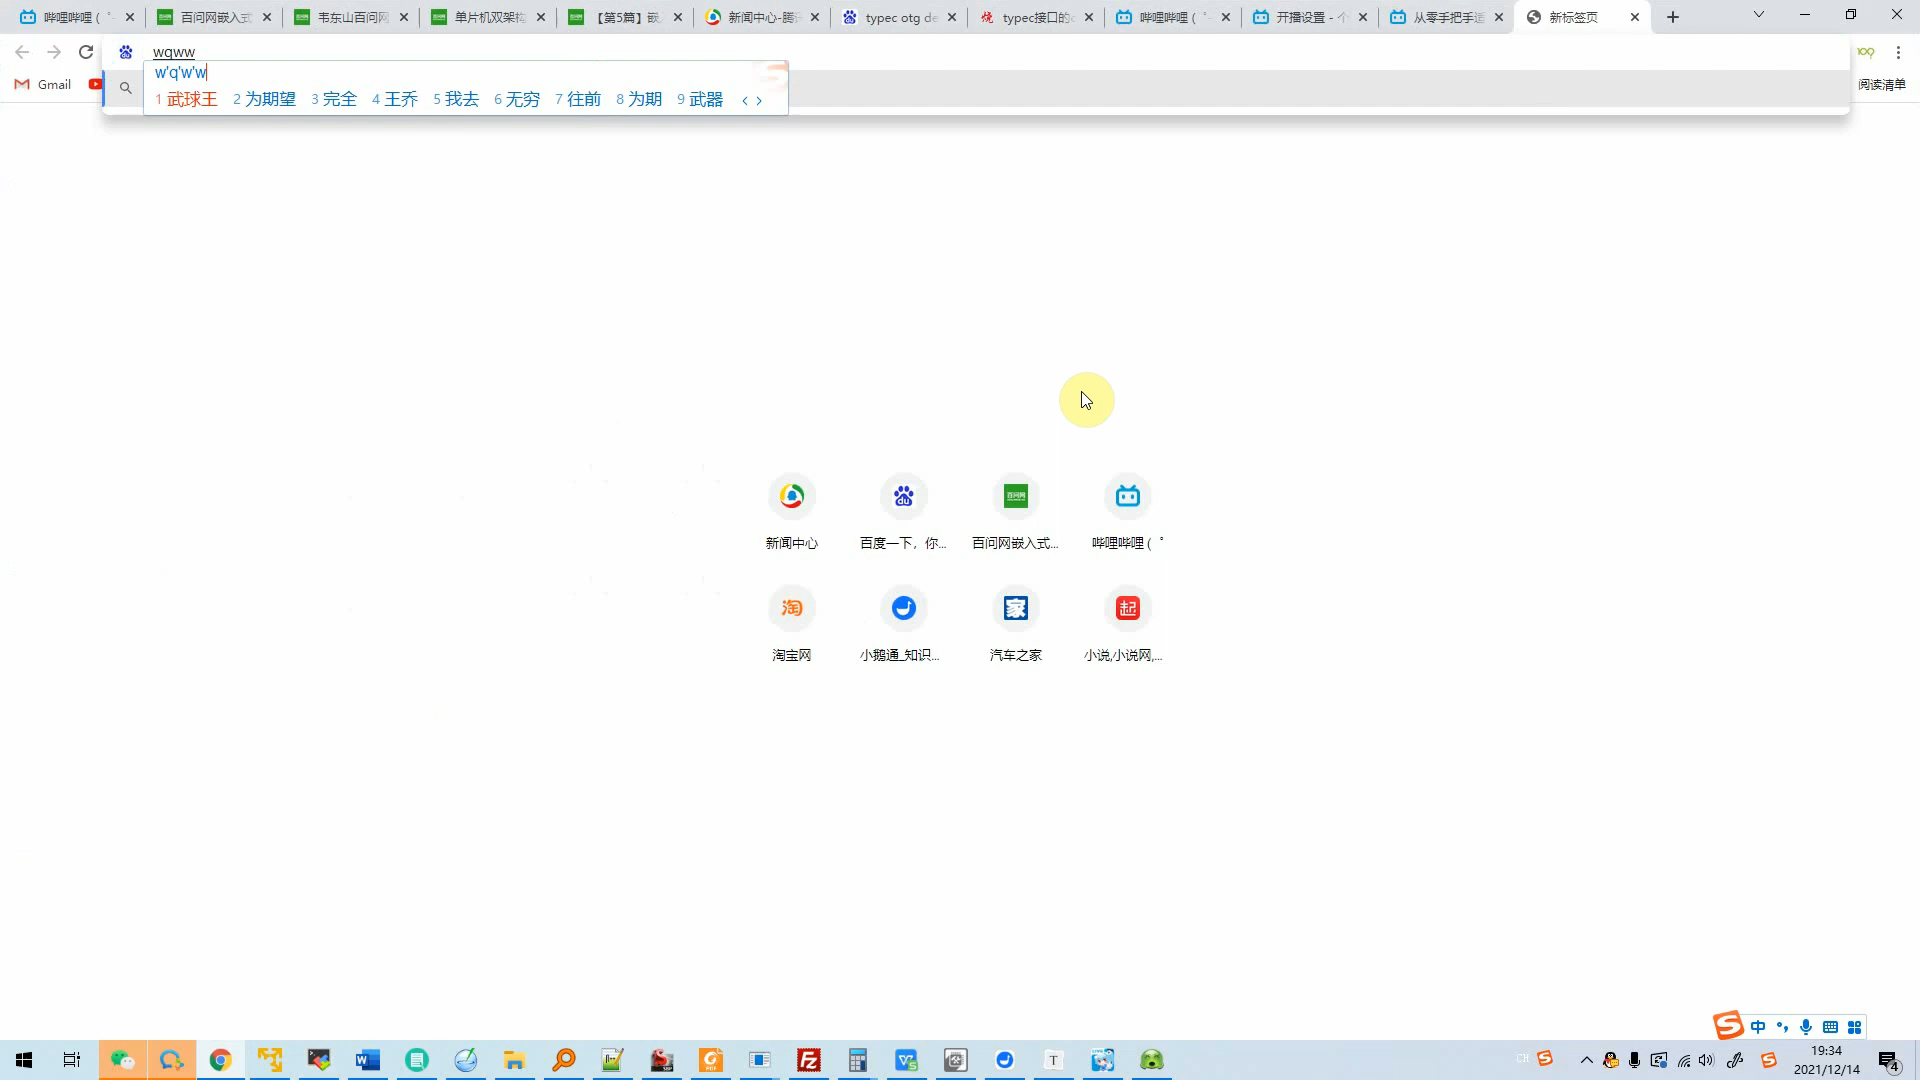 哔哩哔哩 ( ゜-
百问网嵌入式
韦东山百问网
单片机双架构
【第5篇】嵌
新闻中心-腾讯
typec otg de
typec接口的c
哔哩哔哩 ( ゜-
开播设置 - 个
从零手把手运
新标签页
wqww
w'q'w'w
1 武球王 2 为期望 3 完全 4 王乔 5 我去 6 无穷 7 往前 8 为期 9 武器
Gmail
阅读清单
新闻中心
百度一下，你...
百问网嵌入式...
哔哩哔哩 ( ゜
淘宝网
小鹅通_知识...
汽车之家
小说,小说网,...
中
19:34
2021/12/14
4